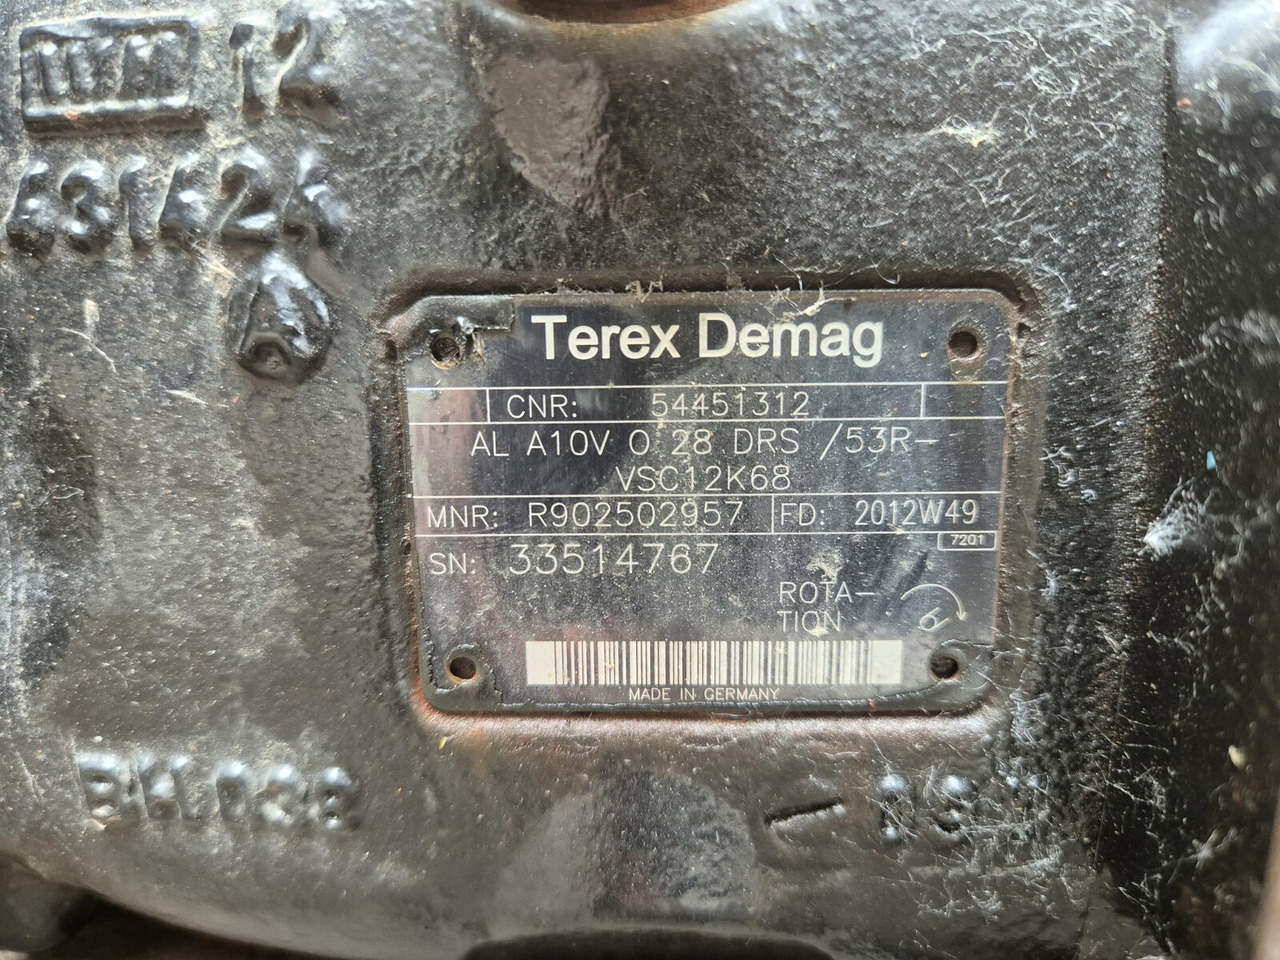 12
Terex Demag
CNR: 54451312
AL A10V O 28 DRS /53R-
VSC12K68
MNR: R902502957 FD: 2012W49
7201
SN: 33514767
ROTA-
TION
MADE IN GERMANY